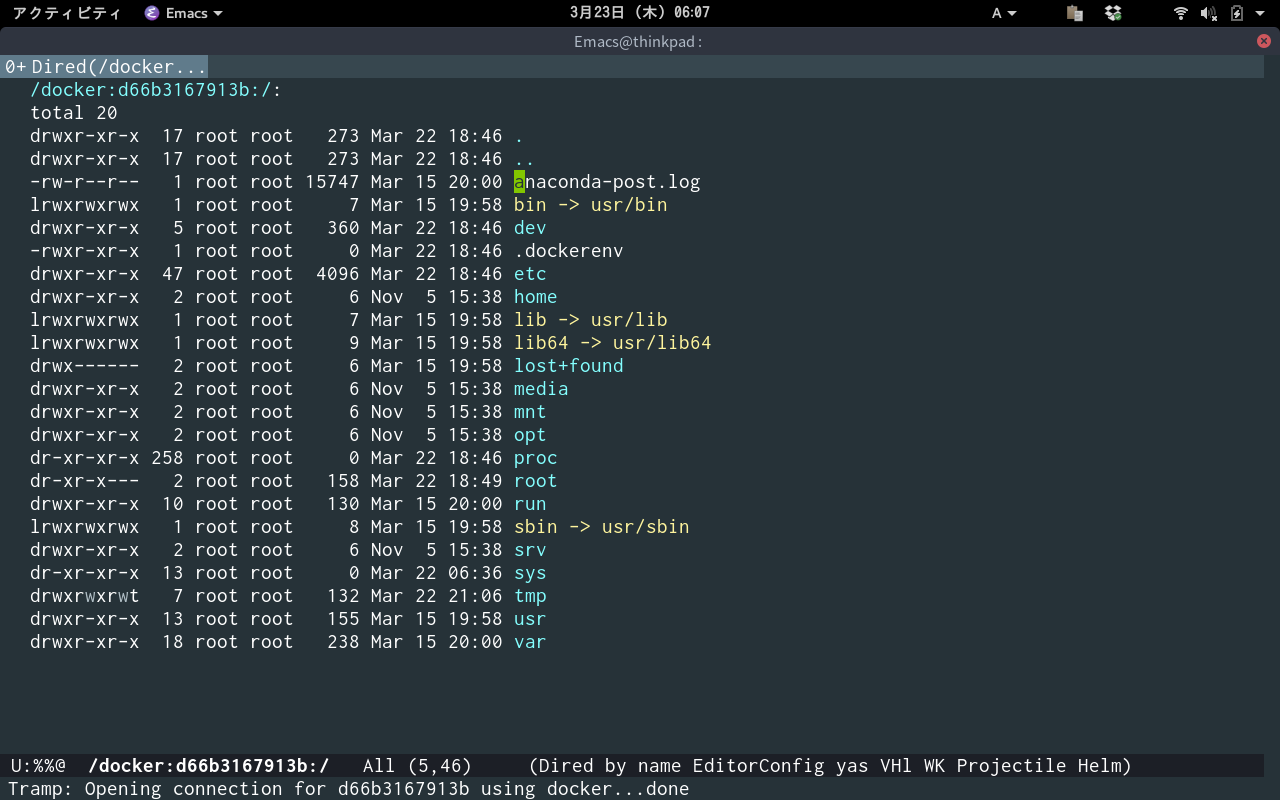 アクティビティ Emacs 3月23日 (木) 06:07 A
Emacs@thinkpad:
0+ Dired(/docker...
/docker:d66b3167913b:/:
total 20
drwxr-xr-x 17 root root 273 Mar 22 18:46 .
drwxr-xr-x 17 root root 273 Mar 22 18:46 ..
-rw-r--r-- 1 root root 15747 Mar 15 20:00 anaconda-post.log
lrwxrwxrwx 1 root root 7 Mar 15 19:58 bin -> usr/bin
drwxr-xr-x 5 root root 360 Mar 22 18:46 dev
-rwxr-xr-x 1 root root 0 Mar 22 18:46 .dockerenv
drwxr-xr-x 47 root root 4096 Mar 22 18:46 etc
drwxr-xr-x 2 root root 6 Nov 5 15:38 home
lrwxrwxrwx 1 root root 7 Mar 15 19:58 lib -> usr/lib
lrwxrwxrwx 1 root root 9 Mar 15 19:58 lib64 -> usr/lib64
drwx------ 2 root root 6 Mar 15 19:58 lost+found
drwxr-xr-x 2 root root 6 Nov 5 15:38 media
drwxr-xr-x 2 root root 6 Nov 5 15:38 mnt
drwxr-xr-x 2 root root 6 Nov 5 15:38 opt
dr-xr-xr-x 258 root root 0 Mar 22 18:46 proc
dr-xr-x--- 2 root root 158 Mar 22 18:49 root
drwxr-xr-x 10 root root 130 Mar 15 20:00 run
lrwxrwxrwx 1 root root 8 Mar 15 19:58 sbin -> usr/sbin
drwxr-xr-x 2 root root 6 Nov 5 15:38 srv
dr-xr-xr-x 13 root root 0 Mar 22 06:36 sys
drwxrwxrwt 7 root root 132 Mar 22 21:06 tmp
drwxr-xr-x 13 root root 155 Mar 15 19:58 usr
drwxr-xr-x 18 root root 238 Mar 15 20:00 var
U:%%@ /docker:d66b3167913b:/ All (5,46) (Dired by name EditorConfig yas VHl WK Projectile Helm)
Tramp: Opening connection for d66b3167913b using docker...done